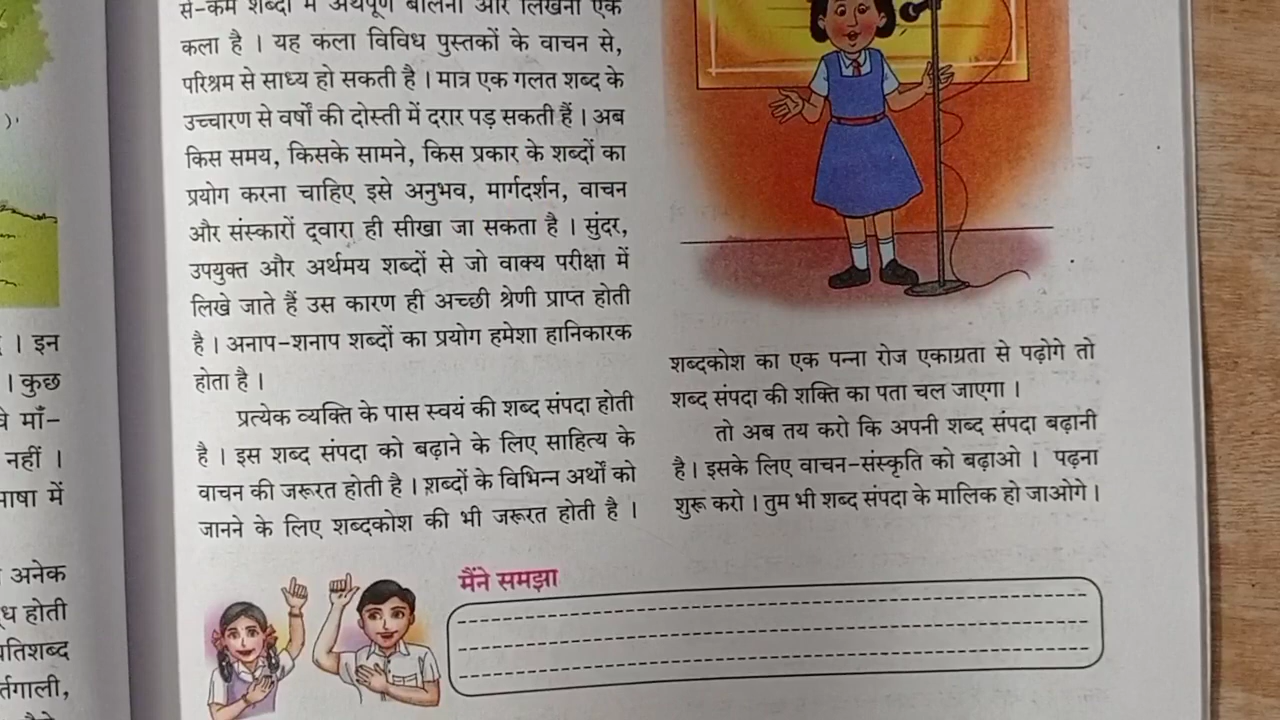 )'
। इन
। कुछ
माँ-
नहीं ।
में
अनेक
होती
से-कम शब्दों में अर्थपूर्ण बोलना और लिखना एक
कला है । यह कला विविध पुस्तकों के वाचन से,
परिश्रम से साध्य हो सकती है । मात्र एक गलत शब्द के
उच्चारण से वर्षों की दोस्ती में दरार पड़ सकती हैं । अब
किस समय, किसके सामने, किस प्रकार के शब्दों का
प्रयोग करना चाहिए इसे अनुभव, मार्गदर्शन, वाचन
और संस्कारों द्‌वारा ही सीखा जा सकता है । सुंदर,
उपयुक्त और अर्थमय शब्दों से जो वाक्य परीक्षा में
लिखे जाते हैं उस कारण ही अच्छी श्रेणी प्राप्त होती
है । अनाप-शनाप शब्दों का प्रयोग हमेशा हानिकारक
होता है ।
प्रत्येक व्यक्ति के पास स्वयं की शब्द संपदा होती
है । इस शब्द संपदा को बढ़ाने के लिए साहित्य के
वाचन की जरूरत होती है । शब्दों के विभिन्न अर्थों को
जानने के लिए शब्दकोश की भी जरूरत होती है ।
शब्दकोश का एक पन्ना रोज एकाग्रता से पढ़ोगे तो
शब्द संपदा की शक्ति का पता चल जाएगा ।
तो अब तय करो कि अपनी शब्द संपदा बढ़ानी
है । इसके लिए वाचन-संस्कृति को बढ़ाओ । पढ़ना
शुरू करो । तुम भी शब्द संपदा के मालिक हो जाओगे ।
मैंने समझा